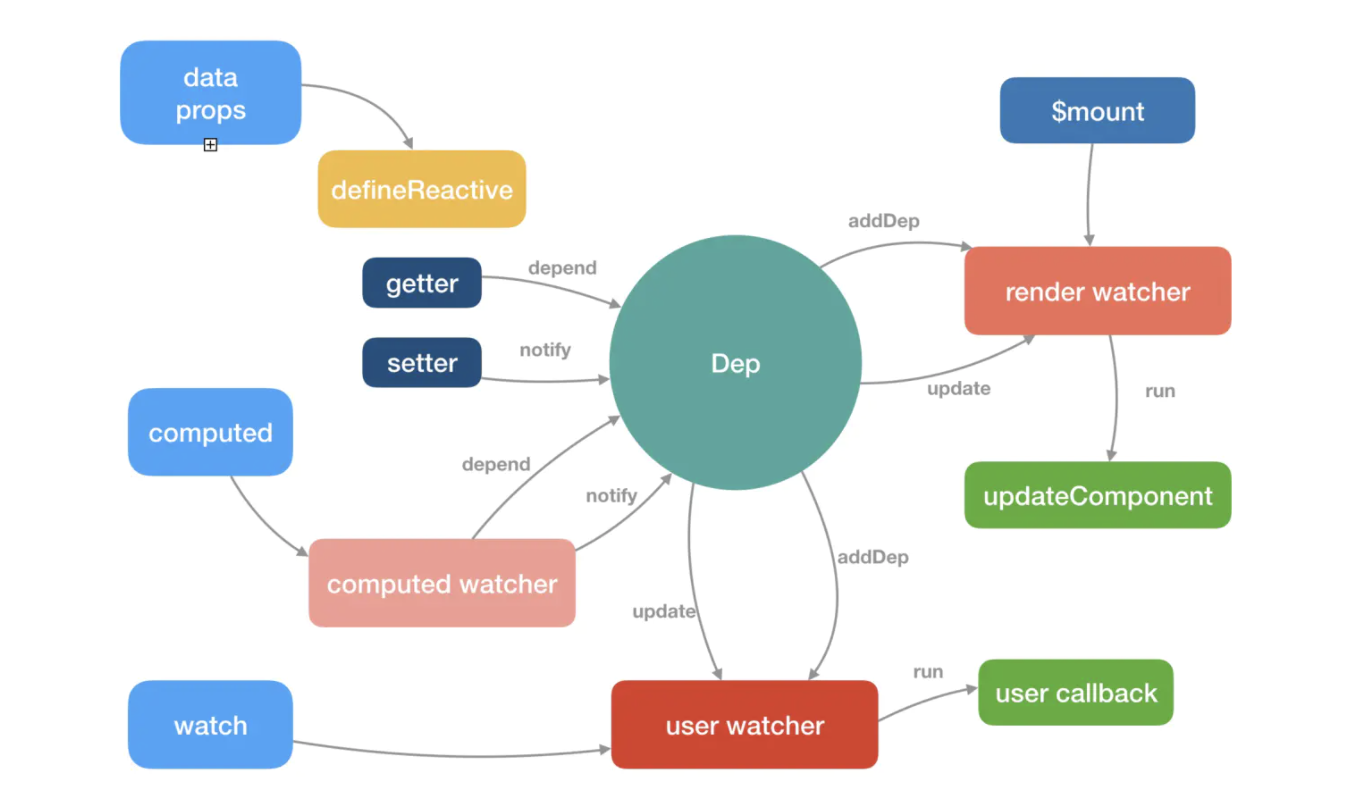 data
props
$mount
defineReactive
addDep
getter
depend
render watcher
setter
notify
Dep
update
run
computed
depend
notify
updateComponent
computed watcher
addDep
update
watch
user watcher
run
user callback